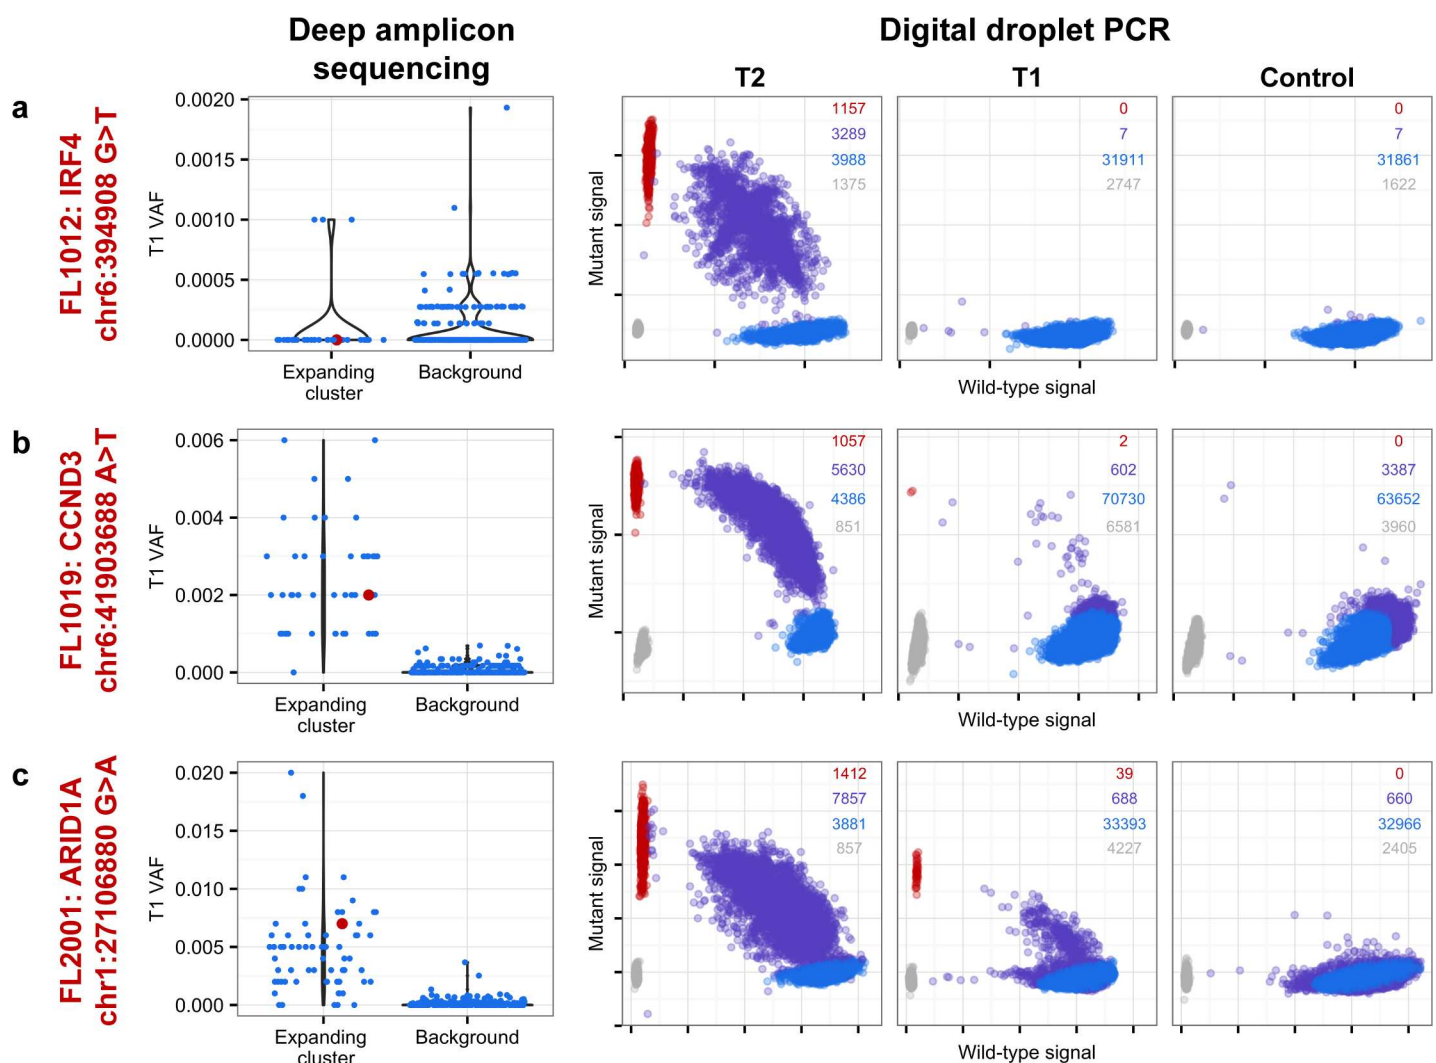 Deep amplicon
sequencing
Digital droplet PCR
T2
T1
Control
a
FL1012: IRF4
chr6:394908 G>T
T1 VAF
0.0020
0.0015
0.0010
0.0005
0.0000
Expanding
cluster
Background
Mutant signal
1157
3289
3988
1375
0
7
31911
2747
0
7
31861
1622
Wild-type signal
b
FL1019: CCND3
chr6:41903688 A>T
T1 VAF
0.006
0.004
0.002
0.000
Expanding
cluster
Background
Mutant signal
1057
5630
4386
851
2
602
70730
6581
0
3387
63652
3960
Wild-type signal
c
FL2001: ARID1A
chr1:27106880 G>A
T1 VAF
0.020
0.015
0.010
0.005
0.000
Expanding
cluster
Background
Mutant signal
1412
7857
3881
857
39
688
33393
4227
0
660
32966
2405
Wild-type signal